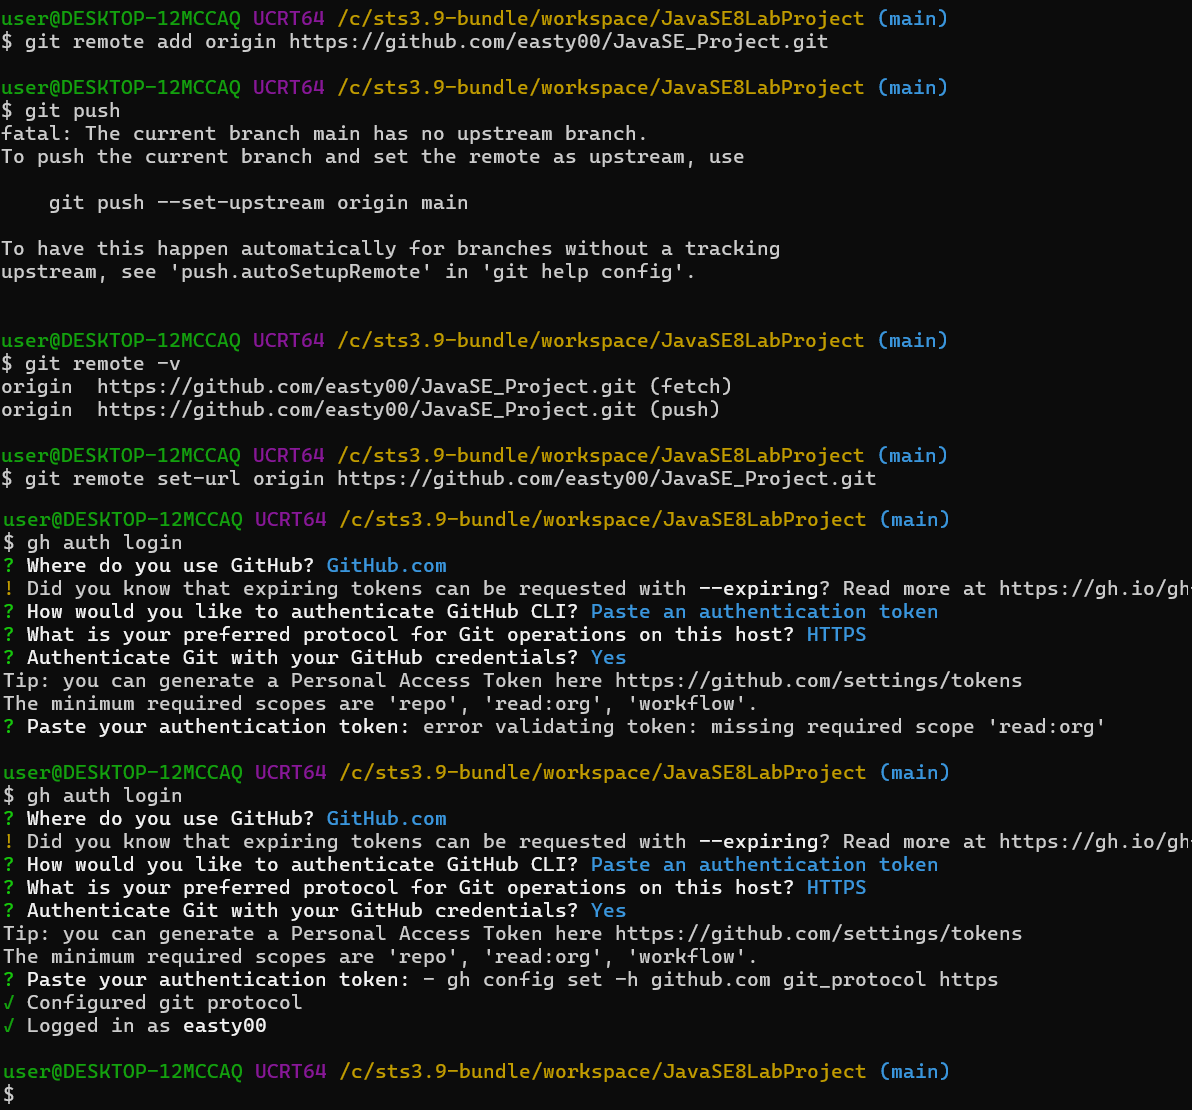 user@DESKTOP-12MCCAQ UCRT64 /c/sts3.9-bundle/workspace/JavaSE8LabProject (main)
$ git remote add origin https://github.com/easty00/JavaSE_Project.git
user@DESKTOP-12MCCAQ UCRT64 /c/sts3.9-bundle/workspace/JavaSE8LabProject (main)
$ git push
fatal: The current branch main has no upstream branch.
To push the current branch and set the remote as upstream, use
    git push --set-upstream origin main
To have this happen automatically for branches without a tracking
upstream, see 'push.autoSetupRemote' in 'git help config'.
user@DESKTOP-12MCCAQ UCRT64 /c/sts3.9-bundle/workspace/JavaSE8LabProject (main)
$ git remote -v
origin  https://github.com/easty00/JavaSE_Project.git (fetch)
origin  https://github.com/easty00/JavaSE_Project.git (push)
user@DESKTOP-12MCCAQ UCRT64 /c/sts3.9-bundle/workspace/JavaSE8LabProject (main)
$ git remote set-url origin https://github.com/easty00/JavaSE_Project.git
user@DESKTOP-12MCCAQ UCRT64 /c/sts3.9-bundle/workspace/JavaSE8LabProject (main)
$ gh auth login
? Where do you use GitHub? GitHub.com
! Did you know that expiring tokens can be requested with --expiring? Read more at https://gh.io/gh-
? How would you like to authenticate GitHub CLI? Paste an authentication token
? What is your preferred protocol for Git operations on this host? HTTPS
? Authenticate Git with your GitHub credentials? Yes
Tip: you can generate a Personal Access Token here https://github.com/settings/tokens
The minimum required scopes are 'repo', 'read:org', 'workflow'.
? Paste your authentication token: error validating token: missing required scope 'read:org'
user@DESKTOP-12MCCAQ UCRT64 /c/sts3.9-bundle/workspace/JavaSE8LabProject (main)
$ gh auth login
? Where do you use GitHub? GitHub.com
! Did you know that expiring tokens can be requested with --expiring? Read more at https://gh.io/gh-
? How would you like to authenticate GitHub CLI? Paste an authentication token
? What is your preferred protocol for Git operations on this host? HTTPS
? Authenticate Git with your GitHub credentials? Yes
Tip: you can generate a Personal Access Token here https://github.com/settings/tokens
The minimum required scopes are 'repo', 'read:org', 'workflow'.
? Paste your authentication token: - gh config set -h github.com git_protocol https
✓ Configured git protocol
✓ Logged in as easty00
user@DESKTOP-12MCCAQ UCRT64 /c/sts3.9-bundle/workspace/JavaSE8LabProject (main)
$